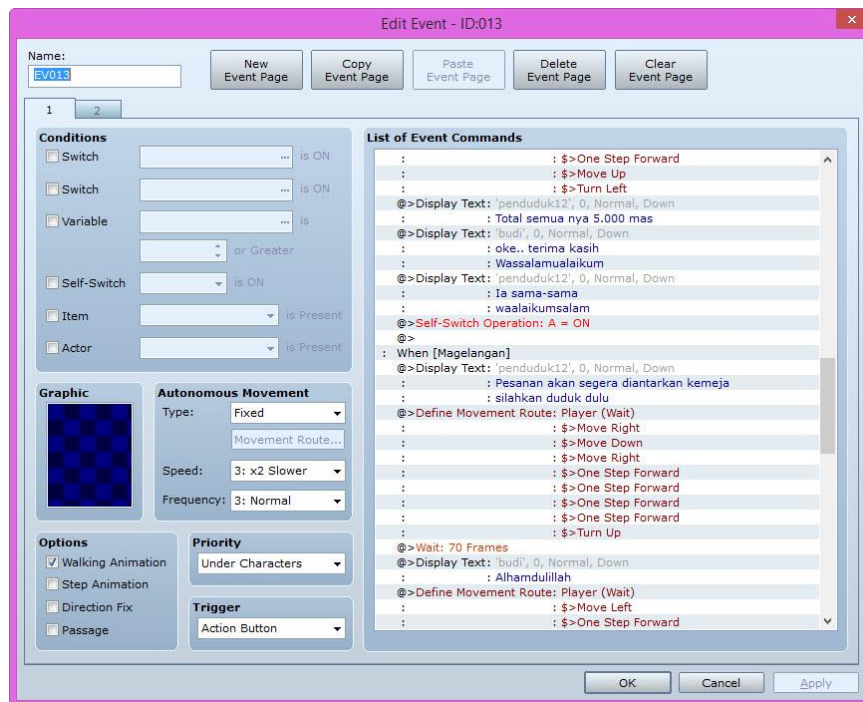 Edit Event - ID:013
Name:
EV013
New Event Page
Copy Event Page
Paste Event Page
Delete Event Page
Clear Event Page
1 2
Conditions
Switch ... is ON
Switch ... is ON
Variable ... is
or Greater
Self-Switch is ON
Item is Present
Actor is Present
Graphic
Autonomous Movement
Type: Fixed
Movement Route...
Speed: 3: x2 Slower
Frequency: 3: Normal
Options
Walking Animation
Step Animation
Direction Fix
Passage
Priority
Under Characters
Trigger
Action Button
List of Event Commands
: : $>One Step Forward
: : $>Move Up
: : $>Turn Left
@>Display Text: 'penduduk12', 0, Normal, Down
: : Total semua nya 5.000 mas
@>Display Text: 'budi', 0, Normal, Down
: : oke.. terima kasih
: : Wassalamualaikum
@>Display Text: 'penduduk12', 0, Normal, Down
: : Ia sama-sama
: : waalaikumsalam
@>Self-Switch Operation: A = ON
@>
: When [Magelangan]
@>Display Text: 'penduduk12', 0, Normal, Down
: : Pesanan akan segera diantarkan kemeja
: : silahkan duduk dulu
@>Define Movement Route: Player (Wait)
: : $>Move Right
: : $>Move Down
: : $>Move Right
: : $>One Step Forward
: : $>One Step Forward
: : $>One Step Forward
: : $>One Step Forward
: : $>Turn Up
@>Wait: 70 Frames
@>Display Text: 'budi', 0, Normal, Down
: : Alhamdulillah
@>Define Movement Route: Player (Wait)
: : $>Move Left
: : $>One Step Forward
OK
Cancel
Apply